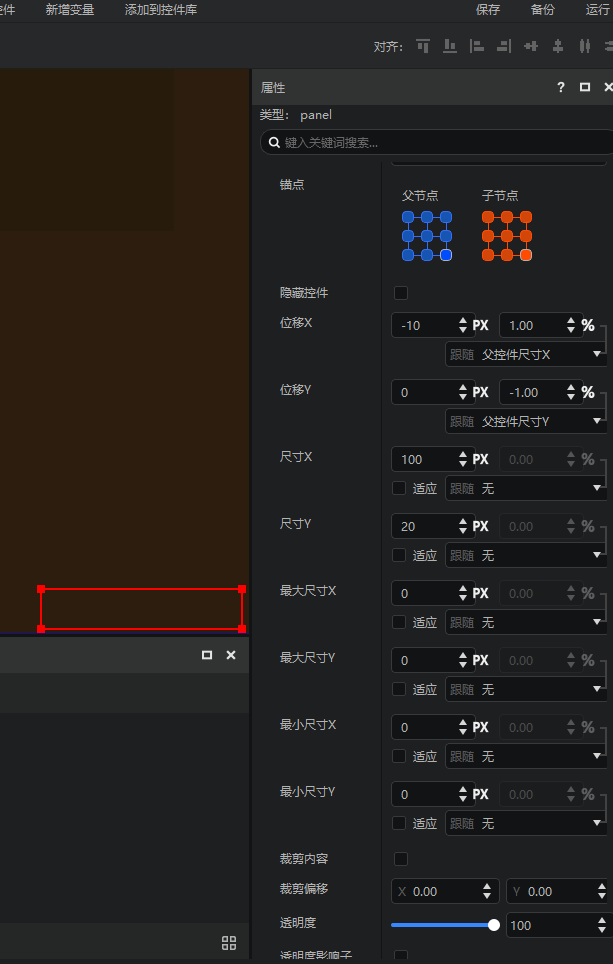 件 新增变量 添加到控件库 保存 备份 运行
对齐:
属性 ?
类型: panel
键入关键词搜索...
锚点 父节点 子节点
隐藏控件
位移X -10 PX 1.00 %
跟随 父控件尺寸X
位移Y 0 PX -1.00 %
跟随 父控件尺寸Y
尺寸X 100 PX 0.00 %
适应 跟随 无
尺寸Y 20 PX 0.00 %
适应 跟随 无
最大尺寸X 0 PX 0.00 %
适应 跟随 无
最大尺寸Y 0 PX 0.00 %
适应 跟随 无
最小尺寸X 0 PX 0.00 %
适应 跟随 无
最小尺寸Y 0 PX 0.00 %
适应 跟随 无
裁剪内容
裁剪偏移 X 0.00 Y 0.00
透明度 100
透明度影响子